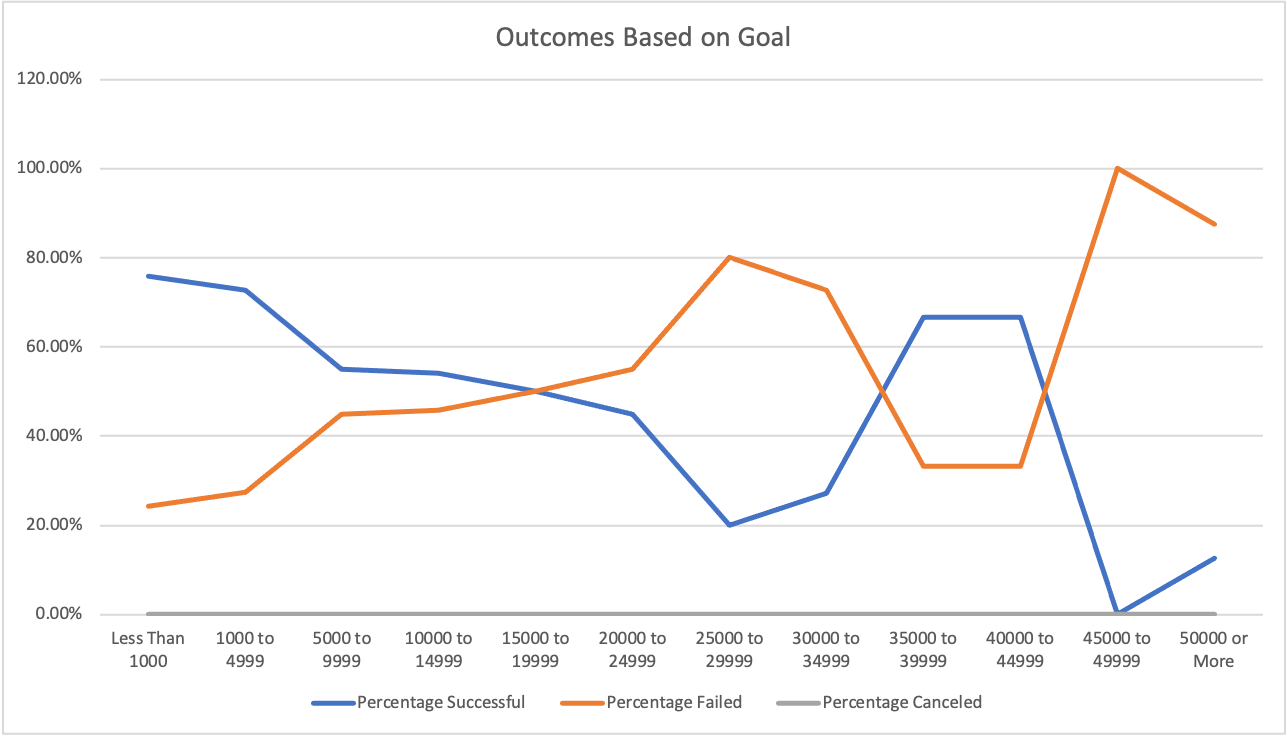 Outcomes Based on Goal
120.00%
100.00%
80.00%
60.00%
40.00%
20.00%
0.00%
Less Than 1000 to 5000 to 10000 to 15000 to 20000 to 25000 to 30000 to 35000 to 40000 to 45000 to 50000 or
1000 4999 9999 14999 19999 24999 29999 34999 39999 44999 49999 More
Percentage Successful Percentage Failed Percentage Canceled